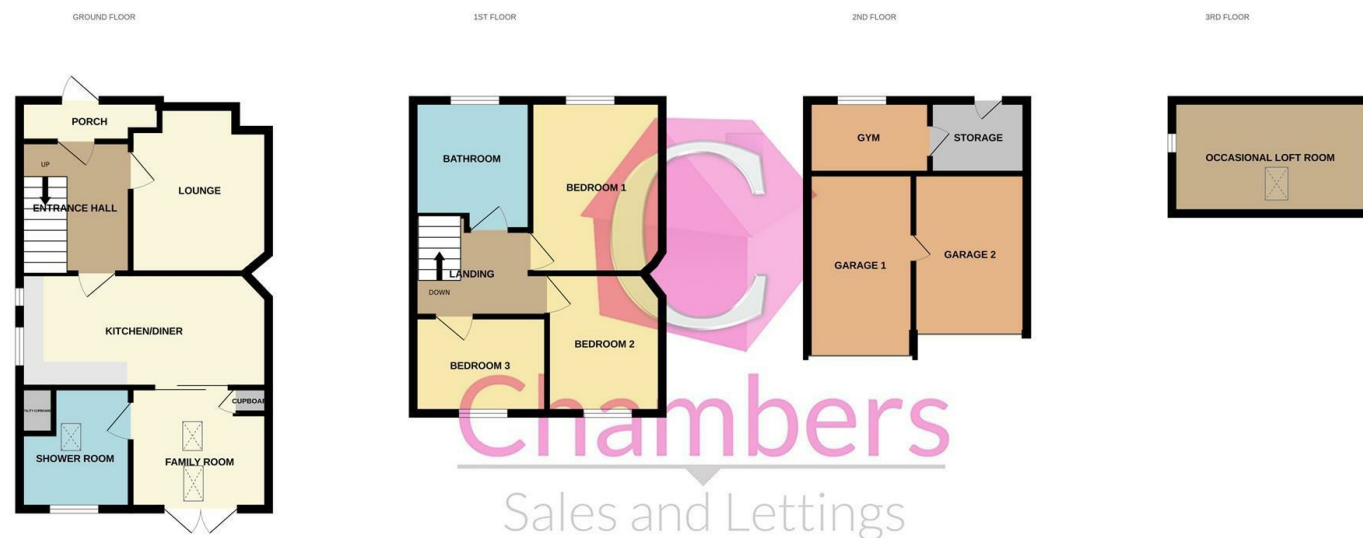 GROUND FLOOR
1ST FLOOR
2ND FLOOR
3RD FLOOR
PORCH
UP
ENTRANCE HALL
LOUNGE
KITCHEN/DINER
CUPBOAR
SHOWER ROOM
FAMILY ROOM
BATHROOM
BEDROOM 1
LANDING
DOWN
BEDROOM 2
BEDROOM 3
GYM
STORAGE
GARAGE 1
GARAGE 2
OCCASIONAL LOFT ROOM
C
Chambers
Sales and Lettings